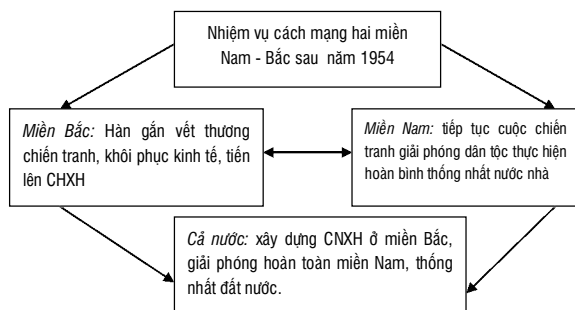 Nhiệm vụ cách mạng hai miền
Nam - Bắc sau năm 1954
Miền Bắc: Hàn gắn vết thương
chiến tranh, khôi phục kinh tế, tiến
lên CHXH
Miền Nam: tiếp tục cuộc chiến
tranh giải phóng dân tộc thực hiện
hoàn bình thống nhất nước nhà
Cả nước: xây dựng CNXH ở miền Bắc,
giải phóng hoàn toàn miền Nam, thống
nhất đất nước.